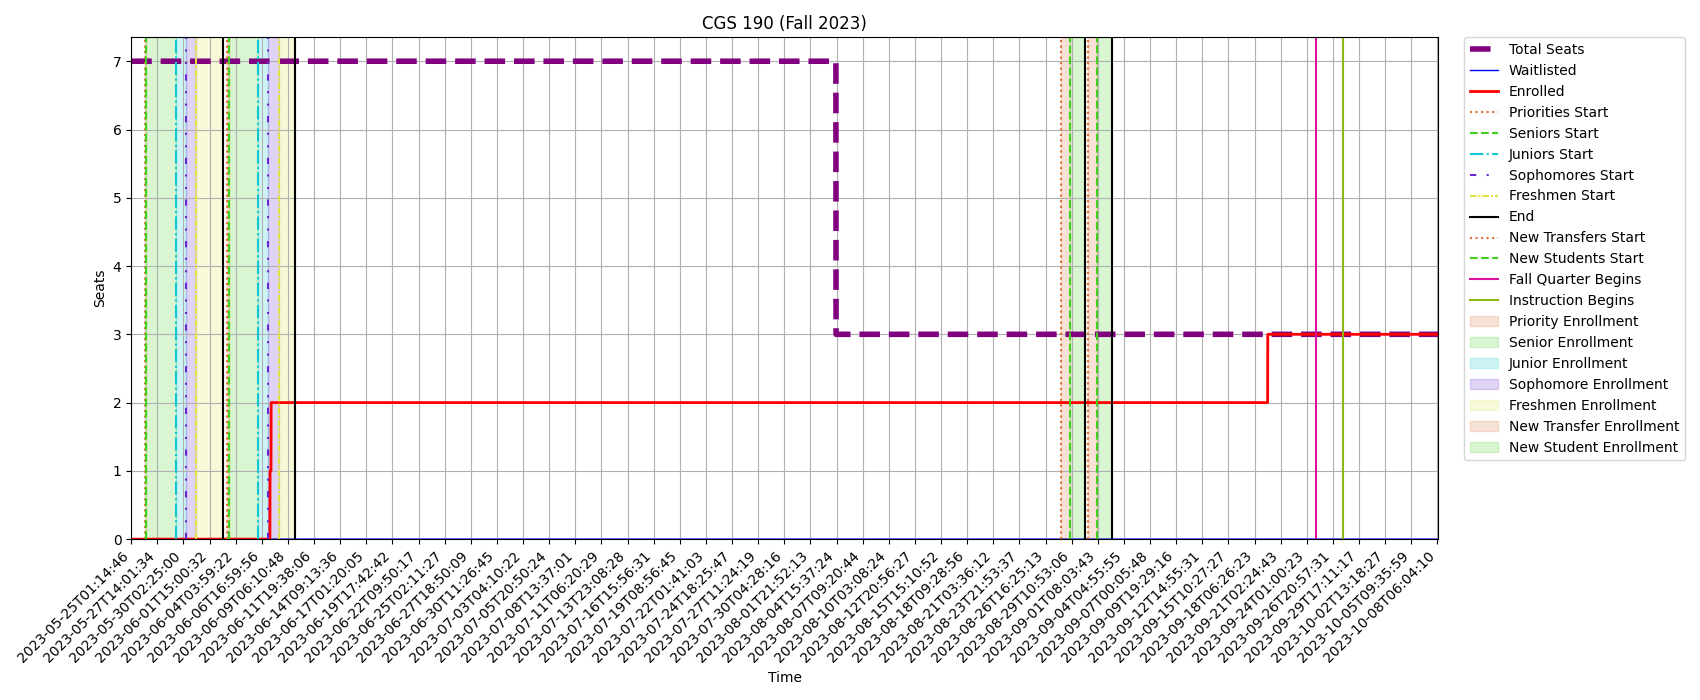 CGS 190 (Fall 2023)
7
6
5
4
3
2
1
0
Seats
2023-05-25T01:14:46
2023-05-27T14:01:34
2023-05-30T02:25:00
2023-06-01T15:00:32
2023-06-04T03:59:22
2023-06-06T16:59:56
2023-06-09T06:10:48
2023-06-11T19:38:06
2023-06-14T09:13:36
2023-06-17T01:20:05
2023-06-19T17:42:42
2023-06-22T09:50:17
2023-06-25T02:11:27
2023-06-27T18:50:09
2023-06-30T11:26:45
2023-07-03T04:10:22
2023-07-05T20:50:24
2023-07-08T13:37:01
2023-07-11T06:20:29
2023-07-13T23:08:28
2023-07-16T15:56:31
2023-07-19T08:56:45
2023-07-22T01:41:03
2023-07-24T18:25:47
2023-07-27T11:24:19
2023-07-30T04:28:16
2023-08-01T21:52:13
2023-08-04T15:37:24
2023-08-07T09:20:44
2023-08-10T03:08:24
2023-08-12T20:56:27
2023-08-15T15:10:52
2023-08-18T09:28:56
2023-08-21T03:36:12
2023-08-23T21:53:37
2023-08-26T16:25:13
2023-08-29T10:53:06
2023-09-01T08:03:43
2023-09-04T04:55:55
2023-09-07T00:05:48
2023-09-09T19:29:16
2023-09-12T14:55:31
2023-09-15T10:27:27
2023-09-18T06:26:23
2023-09-21T02:24:43
2023-09-24T01:00:23
2023-09-26T20:57:31
2023-09-29T17:11:17
2023-10-02T13:18:27
2023-10-05T09:35:59
2023-10-08T06:04:10
Time
Total Seats
Waitlisted
Enrolled
Priorities Start
Seniors Start
Juniors Start
Sophomores Start
Freshmen Start
End
New Transfers Start
New Students Start
Fall Quarter Begins
Instruction Begins
Priority Enrollment
Senior Enrollment
Junior Enrollment
Sophomore Enrollment
Freshmen Enrollment
New Transfer Enrollment
New Student Enrollment